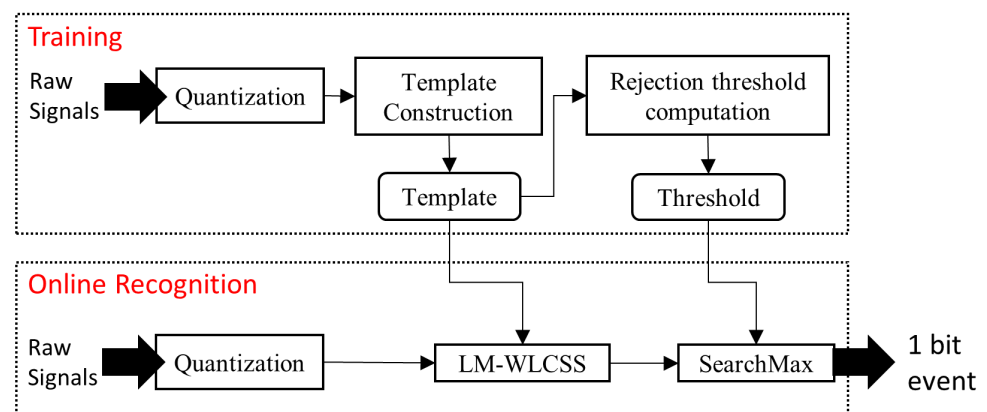 Training
Raw
Signals
Quantization
Template
Construction
Rejection threshold
computation
Template
Threshold
Online Recognition
Raw
Signals
Quantization
LM-WLCSS
SearchMax
1 bit
event